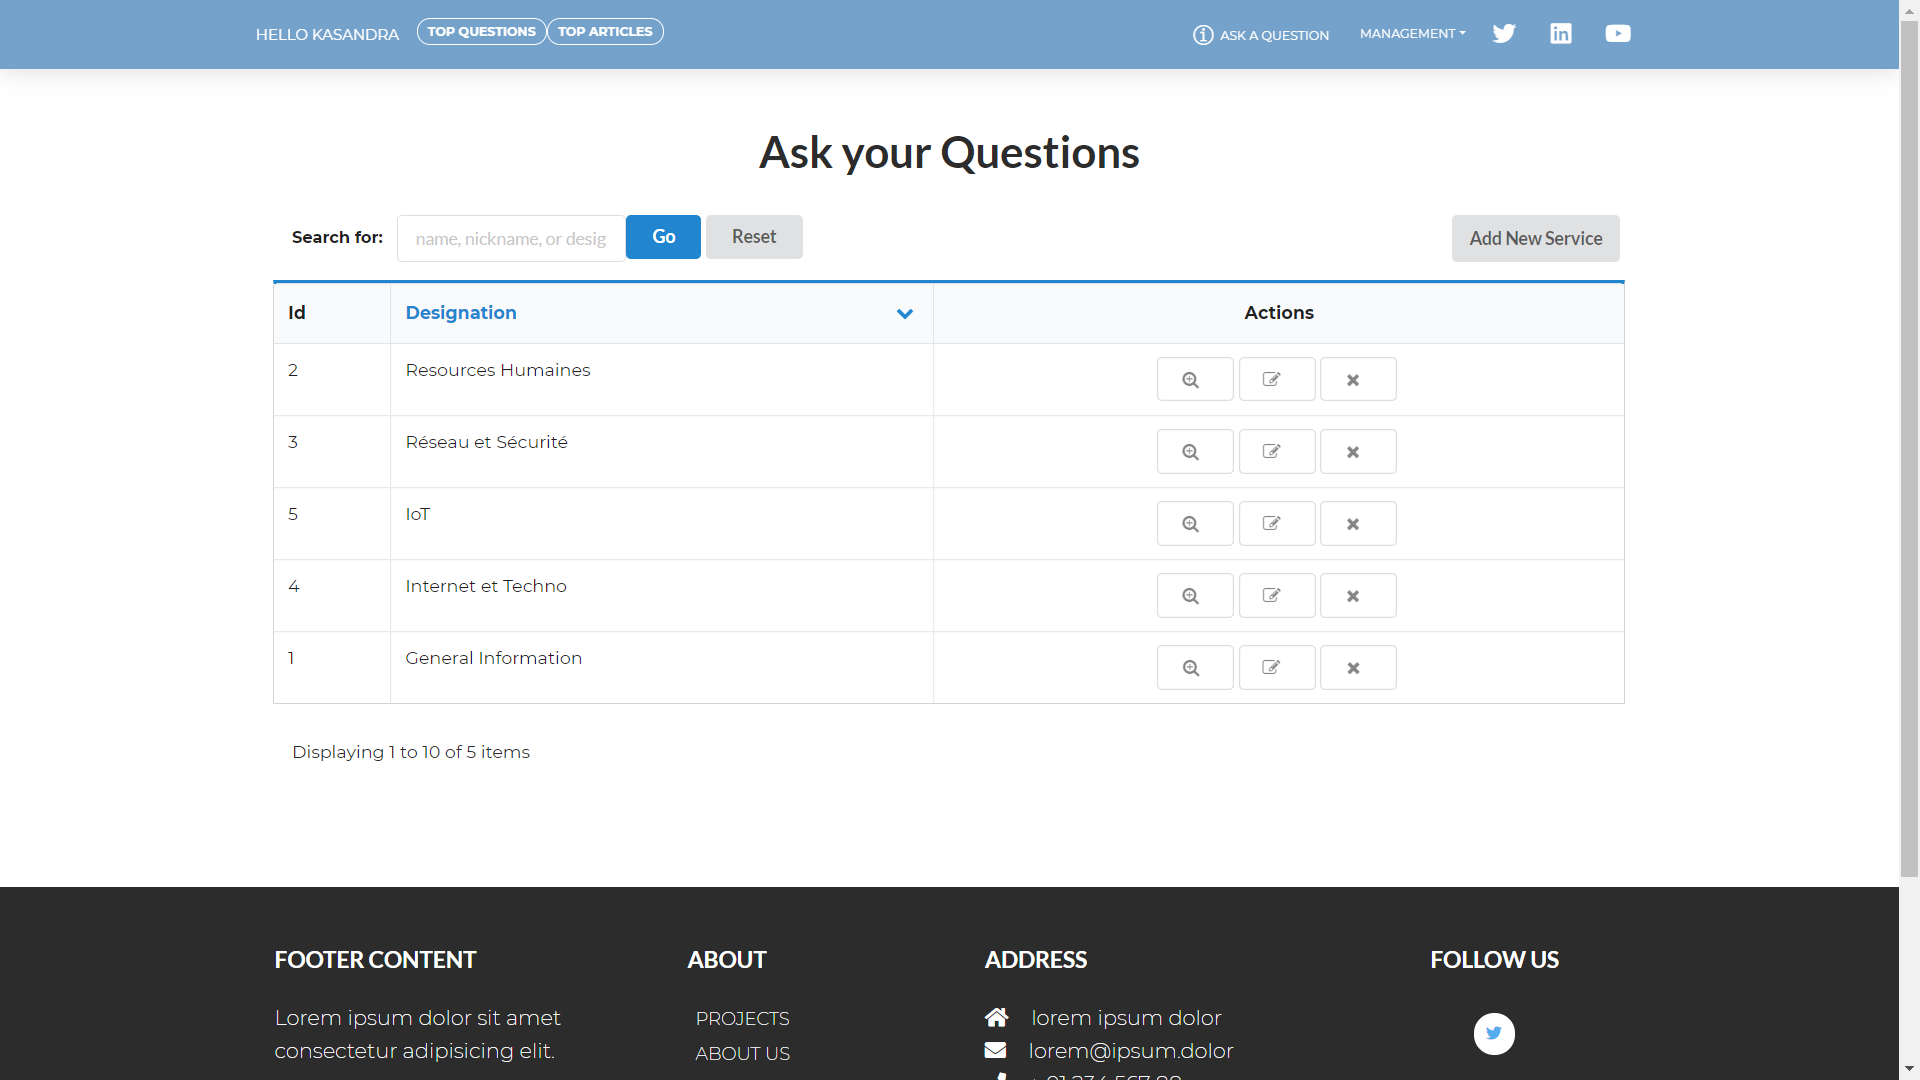 HELLO KASANDRA TOP QUESTIONS TOP ARTICLES ASK A QUESTION MANAGEMENT
Ask your Questions
Search for: name, nickname, or desig Go Reset Add New Service
Id Designation Actions
2 Resources Humaines
3 Réseau et Sécurité
5 IoT
4 Internet et Techno
1 General Information
Displaying 1 to 10 of 5 items
FOOTER CONTENT ABOUT ADDRESS FOLLOW US
Lorem ipsum dolor sit amet PROJECTS lorem ipsum dolor
consectetur adipisicing elit. ABOUT US lorem@ipsum.dolor